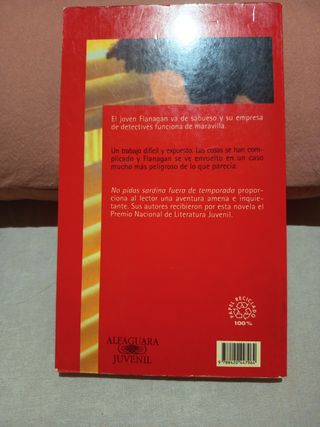 El joven Flanagan va de sabueso y su empresa
de detectives funciona de maravilla.
Un trabajo difícil y expuesto. Las cosas se han com-
plicado y Flanagan se ve envuelto en un caso
mucho más peligroso de lo que parecía.
No pidas sardina fuera de temporada propor-
ciona al lector una aventura amena e inquie-
tante. Sus autores recibieron por esta novela el
Premio Nacional de Literatura Juvenil.
PAPEL RECICLADO
100%
ALFAGUARA
JUVENIL